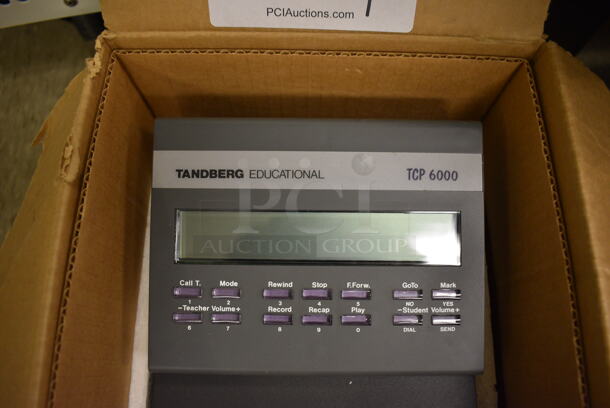 PCIAuctions.com
TANDBERG EDUCATIONAL TCP 6000
PCI
AUCTION GROUP
Call T. Mode Rewind Stop F.Forw. GoTo Mark
1 2 3 4 5 NO YES
−Teacher Volume+ Record Recap Play −Student Volume+
6 7 8 9 0 DIAL SEND